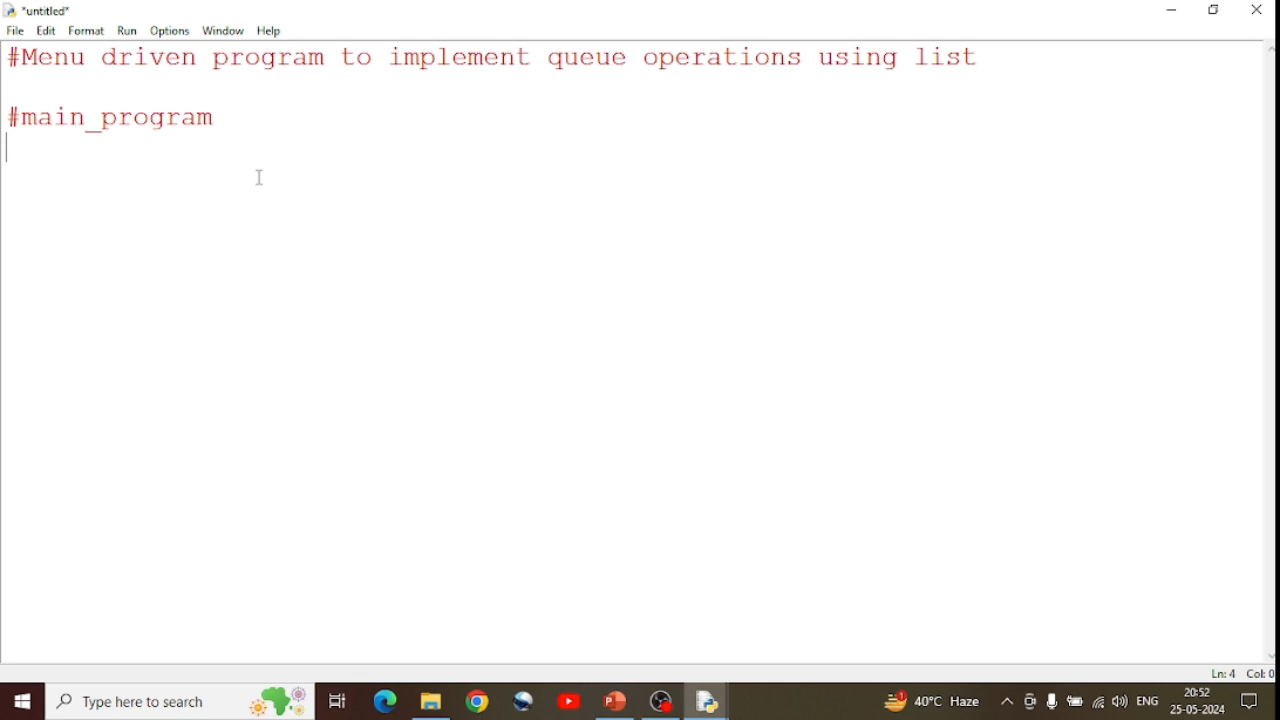 *untitled*
File Edit Format Run Options Window Help
#Menu driven program to implement queue operations using list
#main_program
Ln: 4 Col: 0
Type here to search
1
40°C Haze
ENG
20:52
25-05-2024